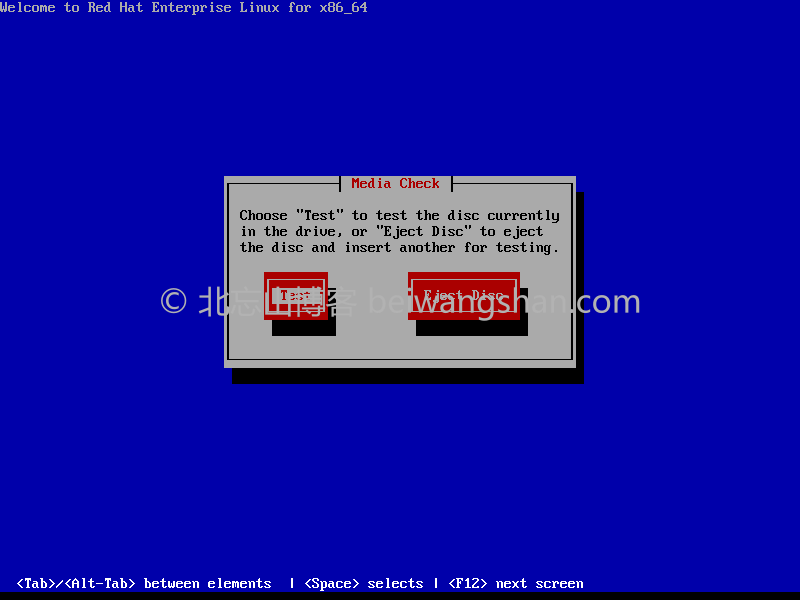 Welcome to Red Hat Enterprise Linux for x86_64
Media Check
Choose "Test" to test the disc currently
in the drive, or "Eject Disc" to eject
the disc and insert another for testing.
Test
Eject Disc
© 北忘山博客 beiwangshan.com
<Tab>/<Alt-Tab> between elements  | <Space> selects | <F12> next screen